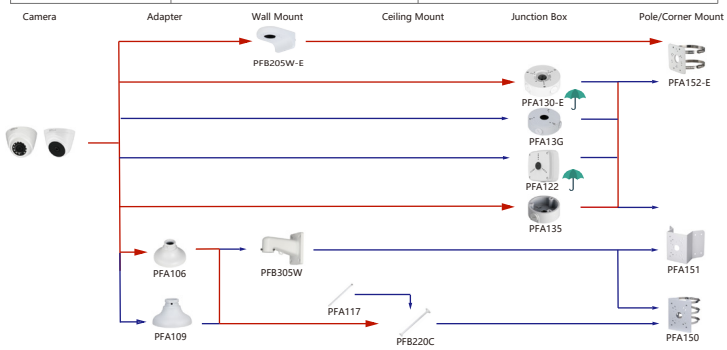 Camera Adapter Wall Mount Ceiling Mount Junction Box Pole/Corner Mount
PFB205W-E
PFA130-E
PFA152-E
PFA13G
PFA122
PFA135
PFA106
PFB305W
PFA151
PFA117
PFA109
PFB220C
PFA150